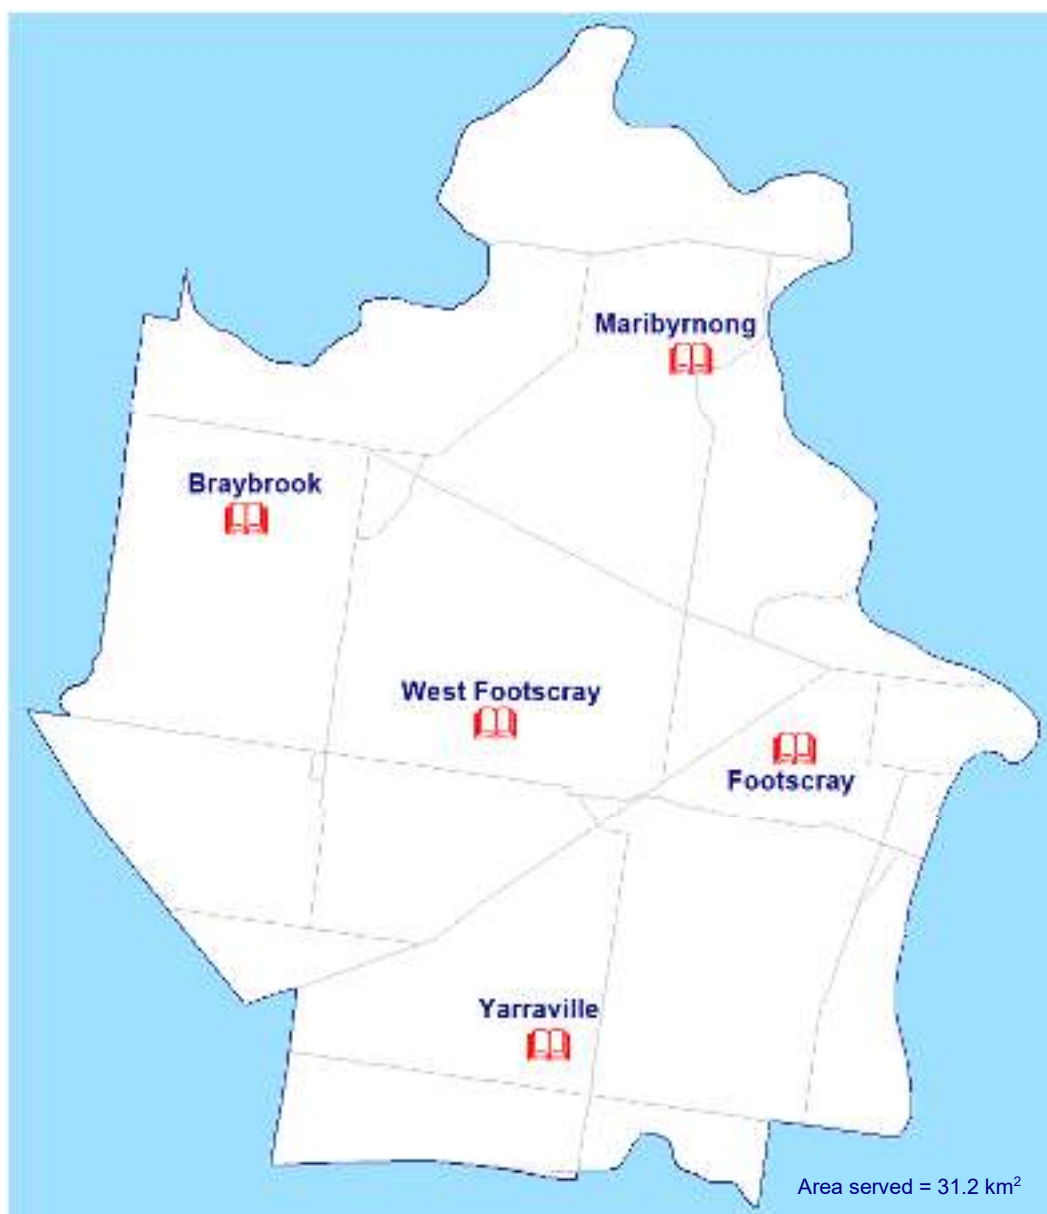 Maribyrnong
Braybrook
West Footscray
Footscray
Yarraville
Area served = 31.2 km²